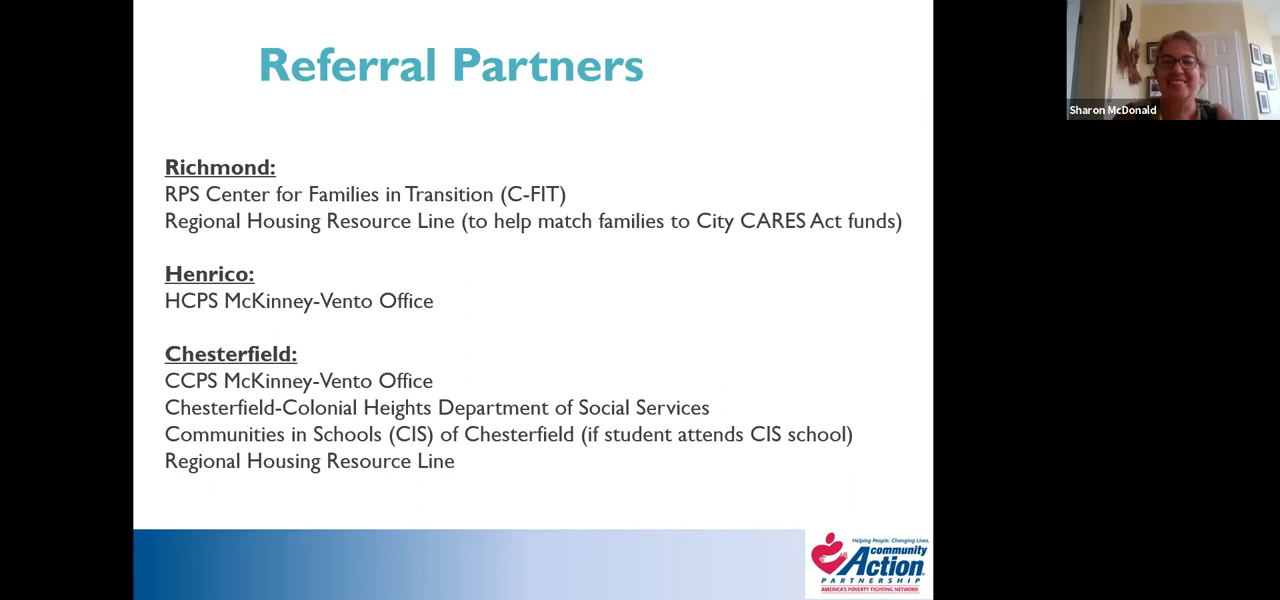 Referral Partners
Sharon McDonald
Richmond:
RPS Center for Families in Transition (C-FIT)
Regional Housing Resource Line (to help match families to City CARES Act funds)
Henrico:
HCPS McKinney-Vento Office
Chesterfield:
CCPS McKinney-Vento Office
Chesterfield-Colonial Heights Department of Social Services
Communities in Schools (CIS) of Chesterfield (if student attends CIS school)
Regional Housing Resource Line
Helping People. Changing Lives.
community
Action
PARTNERSHIP
AMERICA'S POVERTY FIGHTING NETWORK